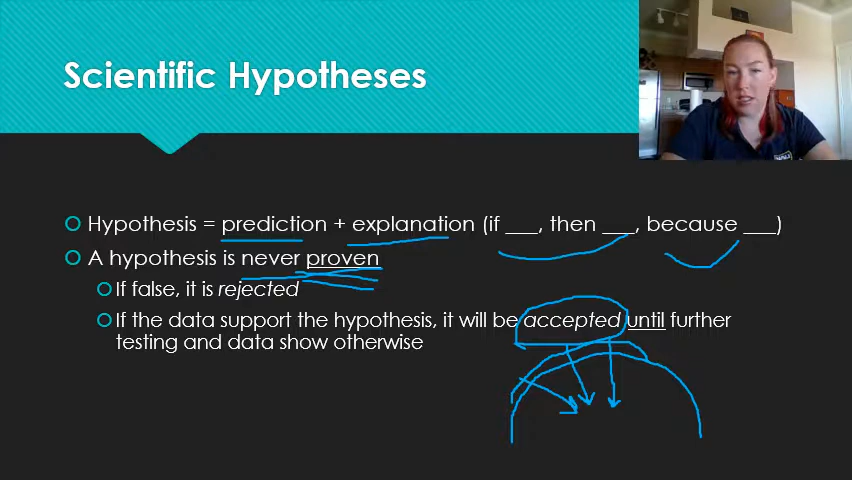 Scientific Hypotheses
Hypothesis = prediction + explanation (if ___, then ___, because ___)
A hypothesis is never proven
If false, it is rejected
If the data support the hypothesis, it will be accepted until further
testing and data show otherwise